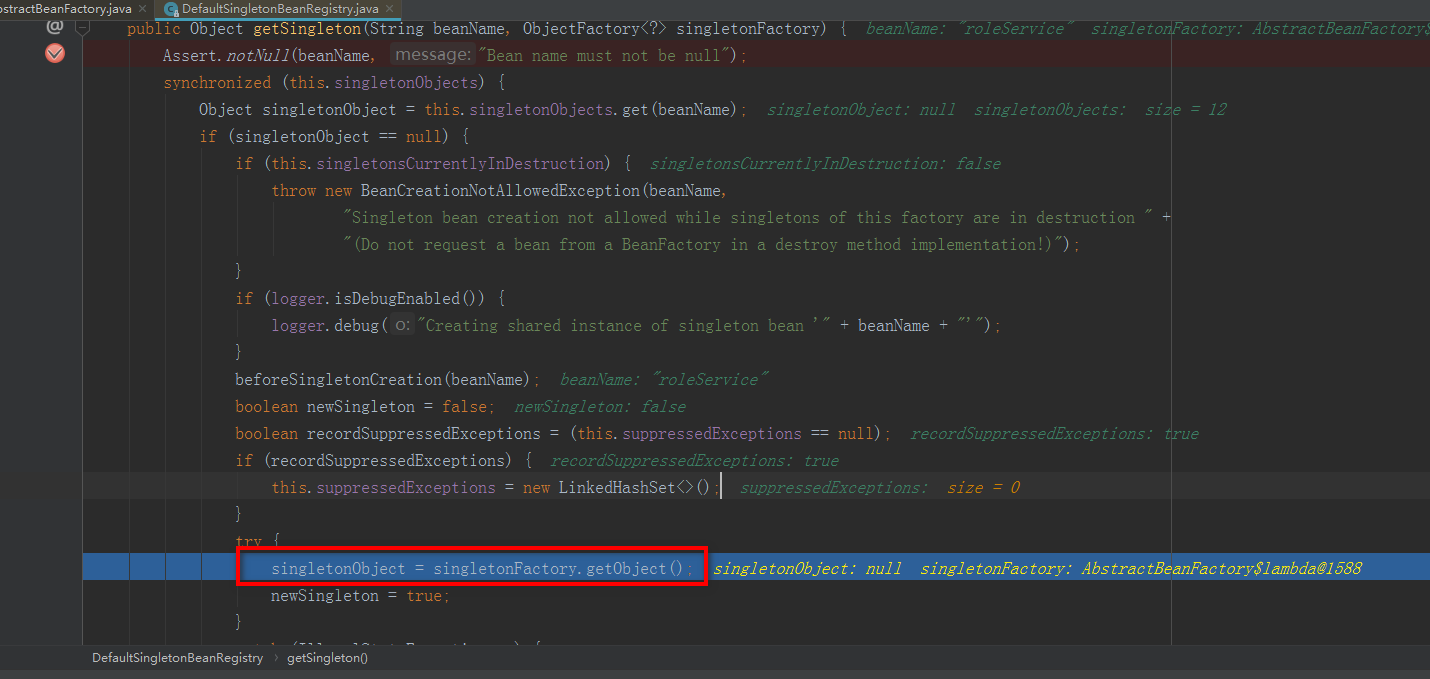 bstractBeanFactory.java × DefaultSingletonBeanRegistry.java ×
public Object getSingleton(String beanName, ObjectFactory<?> singletonFactory) { beanName: "roleService" singletonFactory: AbstractBeanFactory$
Assert.notNull(beanName, message: "Bean name must not be null");
synchronized (this.singletonObjects) {
Object singletonObject = this.singletonObjects.get(beanName); singletonObject: null singletonObjects: size = 12
if (singletonObject == null) {
if (this.singletonsCurrentlyInDestruction) { singletonsCurrentlyInDestruction: false
throw new BeanCreationNotAllowedException(beanName,
"Singleton bean creation not allowed while singletons of this factory are in destruction " +
"(Do not request a bean from a BeanFactory in a destroy method implementation!)");
}
if (logger.isDebugEnabled()) {
logger.debug( o: "Creating shared instance of singleton bean '" + beanName + "'");
}
beforeSingletonCreation(beanName); beanName: "roleService"
boolean newSingleton = false; newSingleton: false
boolean recordSuppressedExceptions = (this.suppressedExceptions == null); recordSuppressedExceptions: true
if (recordSuppressedExceptions) { recordSuppressedExceptions: true
this.suppressedExceptions = new LinkedHashSet<>(); suppressedExceptions: size = 0
}
try {
singletonObject = singletonFactory.getObject(); singletonObject: null singletonFactory: AbstractBeanFactory$lambda@1588
newSingleton = true;
}
DefaultSingletonBeanRegistry › getSingleton()